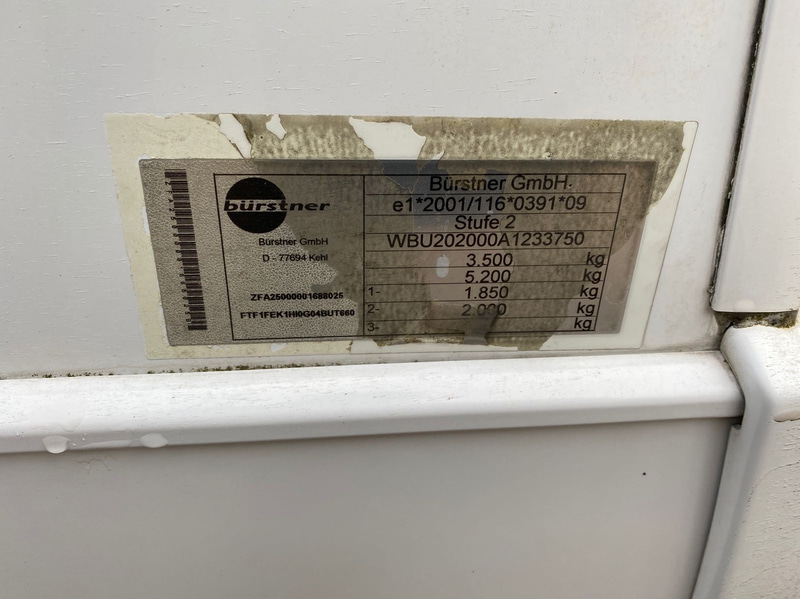 bürstner
Bürstner GmbH
D - 77694 Kehl
ZFA25000001688025
FTF1FEK1HI0G04BUT660
Bürstner GmbH
e1*2001/116*0391*09
Stufe 2
WBU202000A1233750
3.500 kg
5.200 kg
1- 1.850 kg
2- 2.000 kg
3- kg